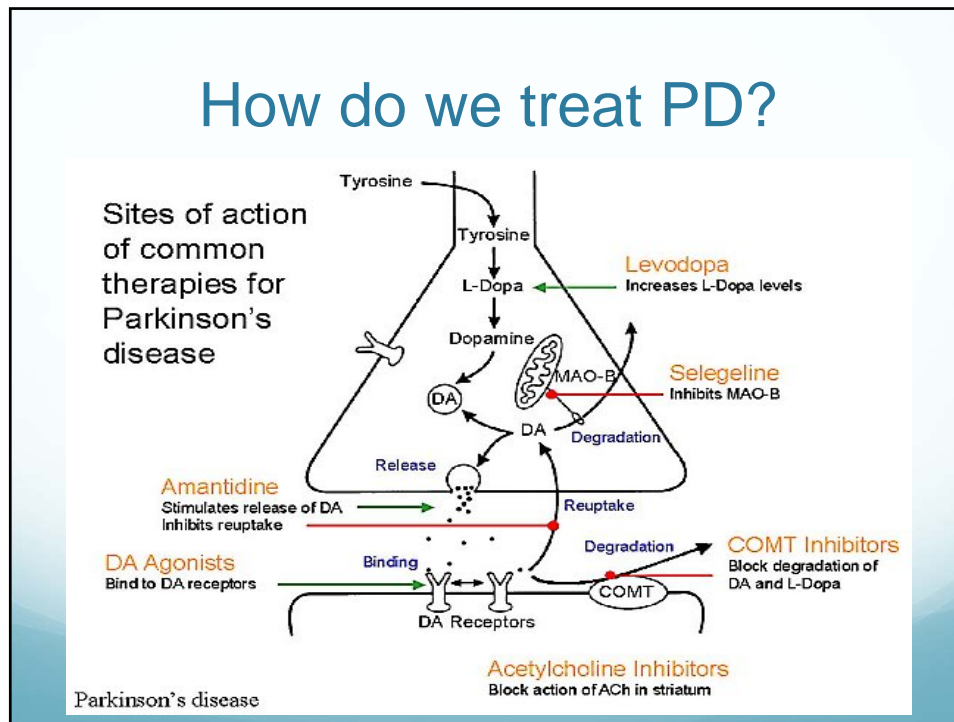 How do we treat PD?
Sites of action
of common
therapies for
Parkinson's
disease
Tyrosine
Tyrosine
L-Dopa
Dopamine
DA
MAO-B
DA
Degradation
Levodopa
Increases L-Dopa levels
Selegeline
Inhibits MAO-B
Release
Amantidine
Stimulates release of DA
Inhibits reuptake
Reuptake
DA Agonists
Bind to DA receptors
Binding
Degradation
COMT Inhibitors
Block degradation of
DA and L-Dopa
COMT
DA Receptors
Acetylcholine Inhibitors
Block action of ACh in striatum
Parkinson's disease